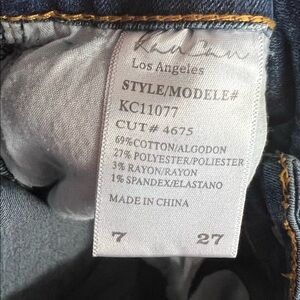 KanCan
Los Angeles
STYLE/MODELE#
KC11077
CUT# 4675
69%COTTON/ALGODON
27% POLYESTER/POLIESTER
3% RAYON/RAYON
1% SPANDEX/ELASTANO
MADE IN CHINA
7 27